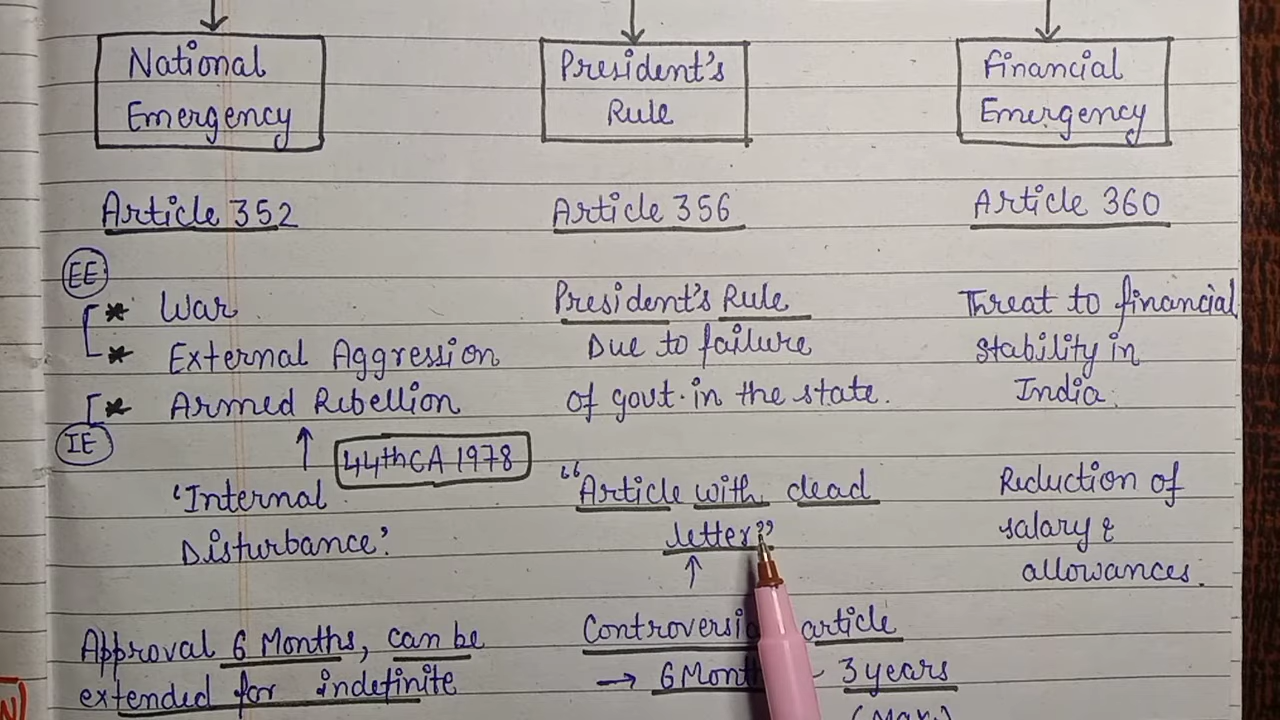 National
Emergency
Article 352
EE
* War
* External Aggression
* Armed Rebellion
IE
44th CA 1978
'Internal
Disturbance'
Approval 6 Months, can be
extended for indefinite
President's
Rule
Article 356
President's Rule
Due to failure
of govt. in the state.
"Article with dead
letter"
article
→ 3 years
Financial
Emergency
Article 360
Threat to financial
stability in
India.
Reduction of
salary &
allowances.